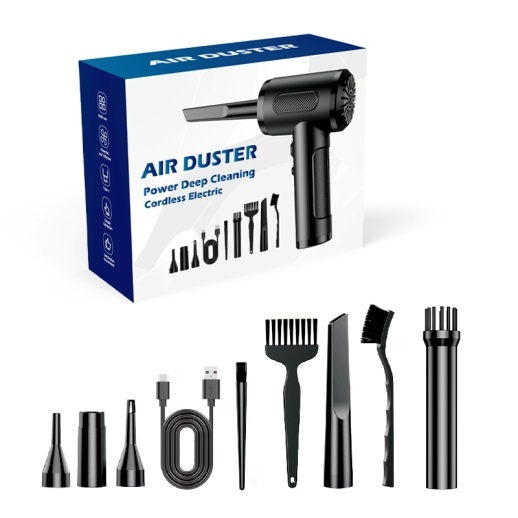 AIR DUSTER
AIR DUSTER
Power Deep Cleaning
Cordless Electric